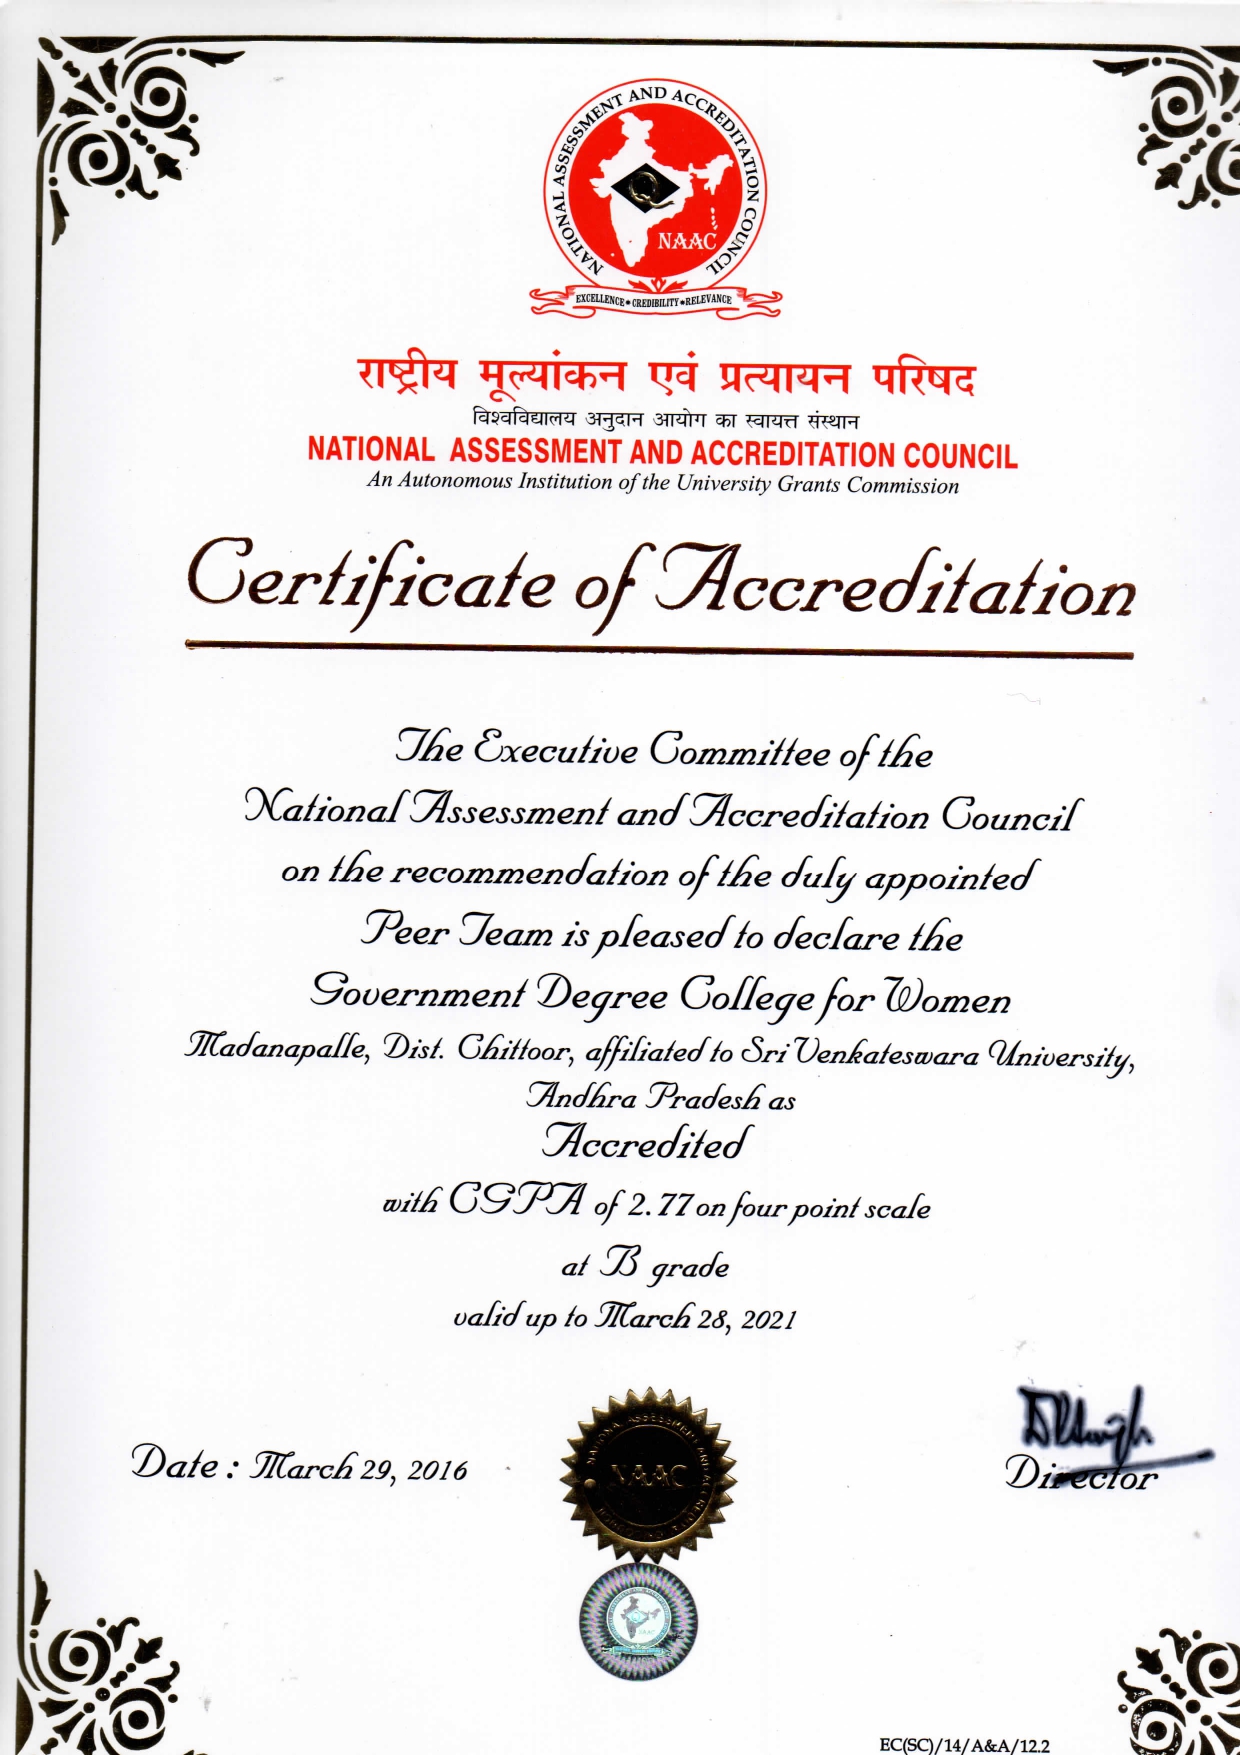 NATIONAL ASSESSMENT AND ACCREDITATION COUNCIL
Q
NAAC
EXCELLENCE • CREDIBILITY • RELEVANCE
राष्ट्रीय मूल्यांकन एवं प्रत्यायन परिषद
विश्वविद्यालय अनुदान आयोग का स्वायत्त संस्थान
NATIONAL ASSESSMENT AND ACCREDITATION COUNCIL
An Autonomous Institution of the University Grants Commission
Certificate of Accreditation
The Executive Committee of the
National Assessment and Accreditation Council
on the recommendation of the duly appointed
Peer Team is pleased to declare the
Government Degree College for Women
Madanapalle, Dist. Chittoor, affiliated to Sri Venkateswara University,
Andhra Pradesh as
Accredited
with CGPA of 2.77 on four point scale
at B grade
valid up to March 28, 2021
Date : March 29, 2016
NAAC
Director
NAAC
EC(SC)/14/A&A/12.2